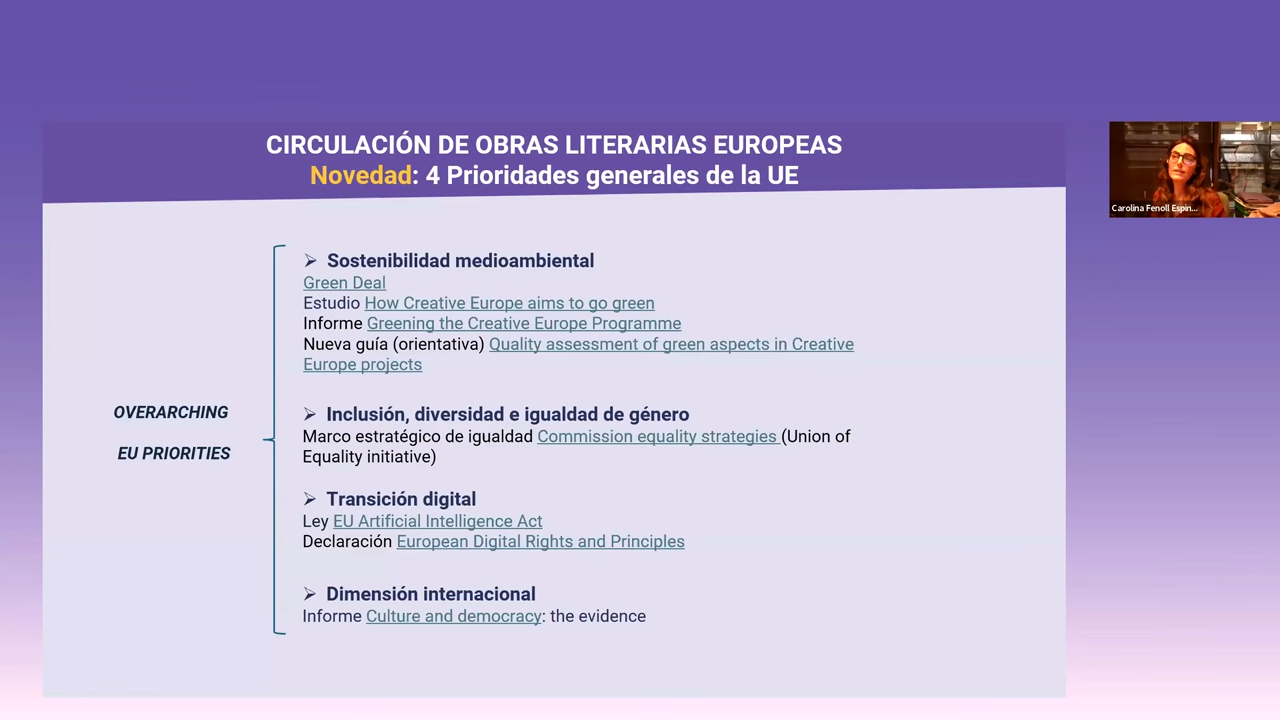 CIRCULACIÓN DE OBRAS LITERARIAS EUROPEAS
Novedad: 4 Prioridades generales de la UE
Carolina Fenoll Espin...
OVERARCHING
EU PRIORITIES
➢ Sostenibilidad medioambiental
Green Deal
Estudio How Creative Europe aims to go green
Informe Greening the Creative Europe Programme
Nueva guía (orientativa) Quality assessment of green aspects in Creative
Europe projects
➢ Inclusión, diversidad e igualdad de género
Marco estratégico de igualdad Commission equality strategies (Union of
Equality initiative)
➢ Transición digital
Ley EU Artificial Intelligence Act
Declaración European Digital Rights and Principles
➢ Dimensión internacional
Informe Culture and democracy: the evidence